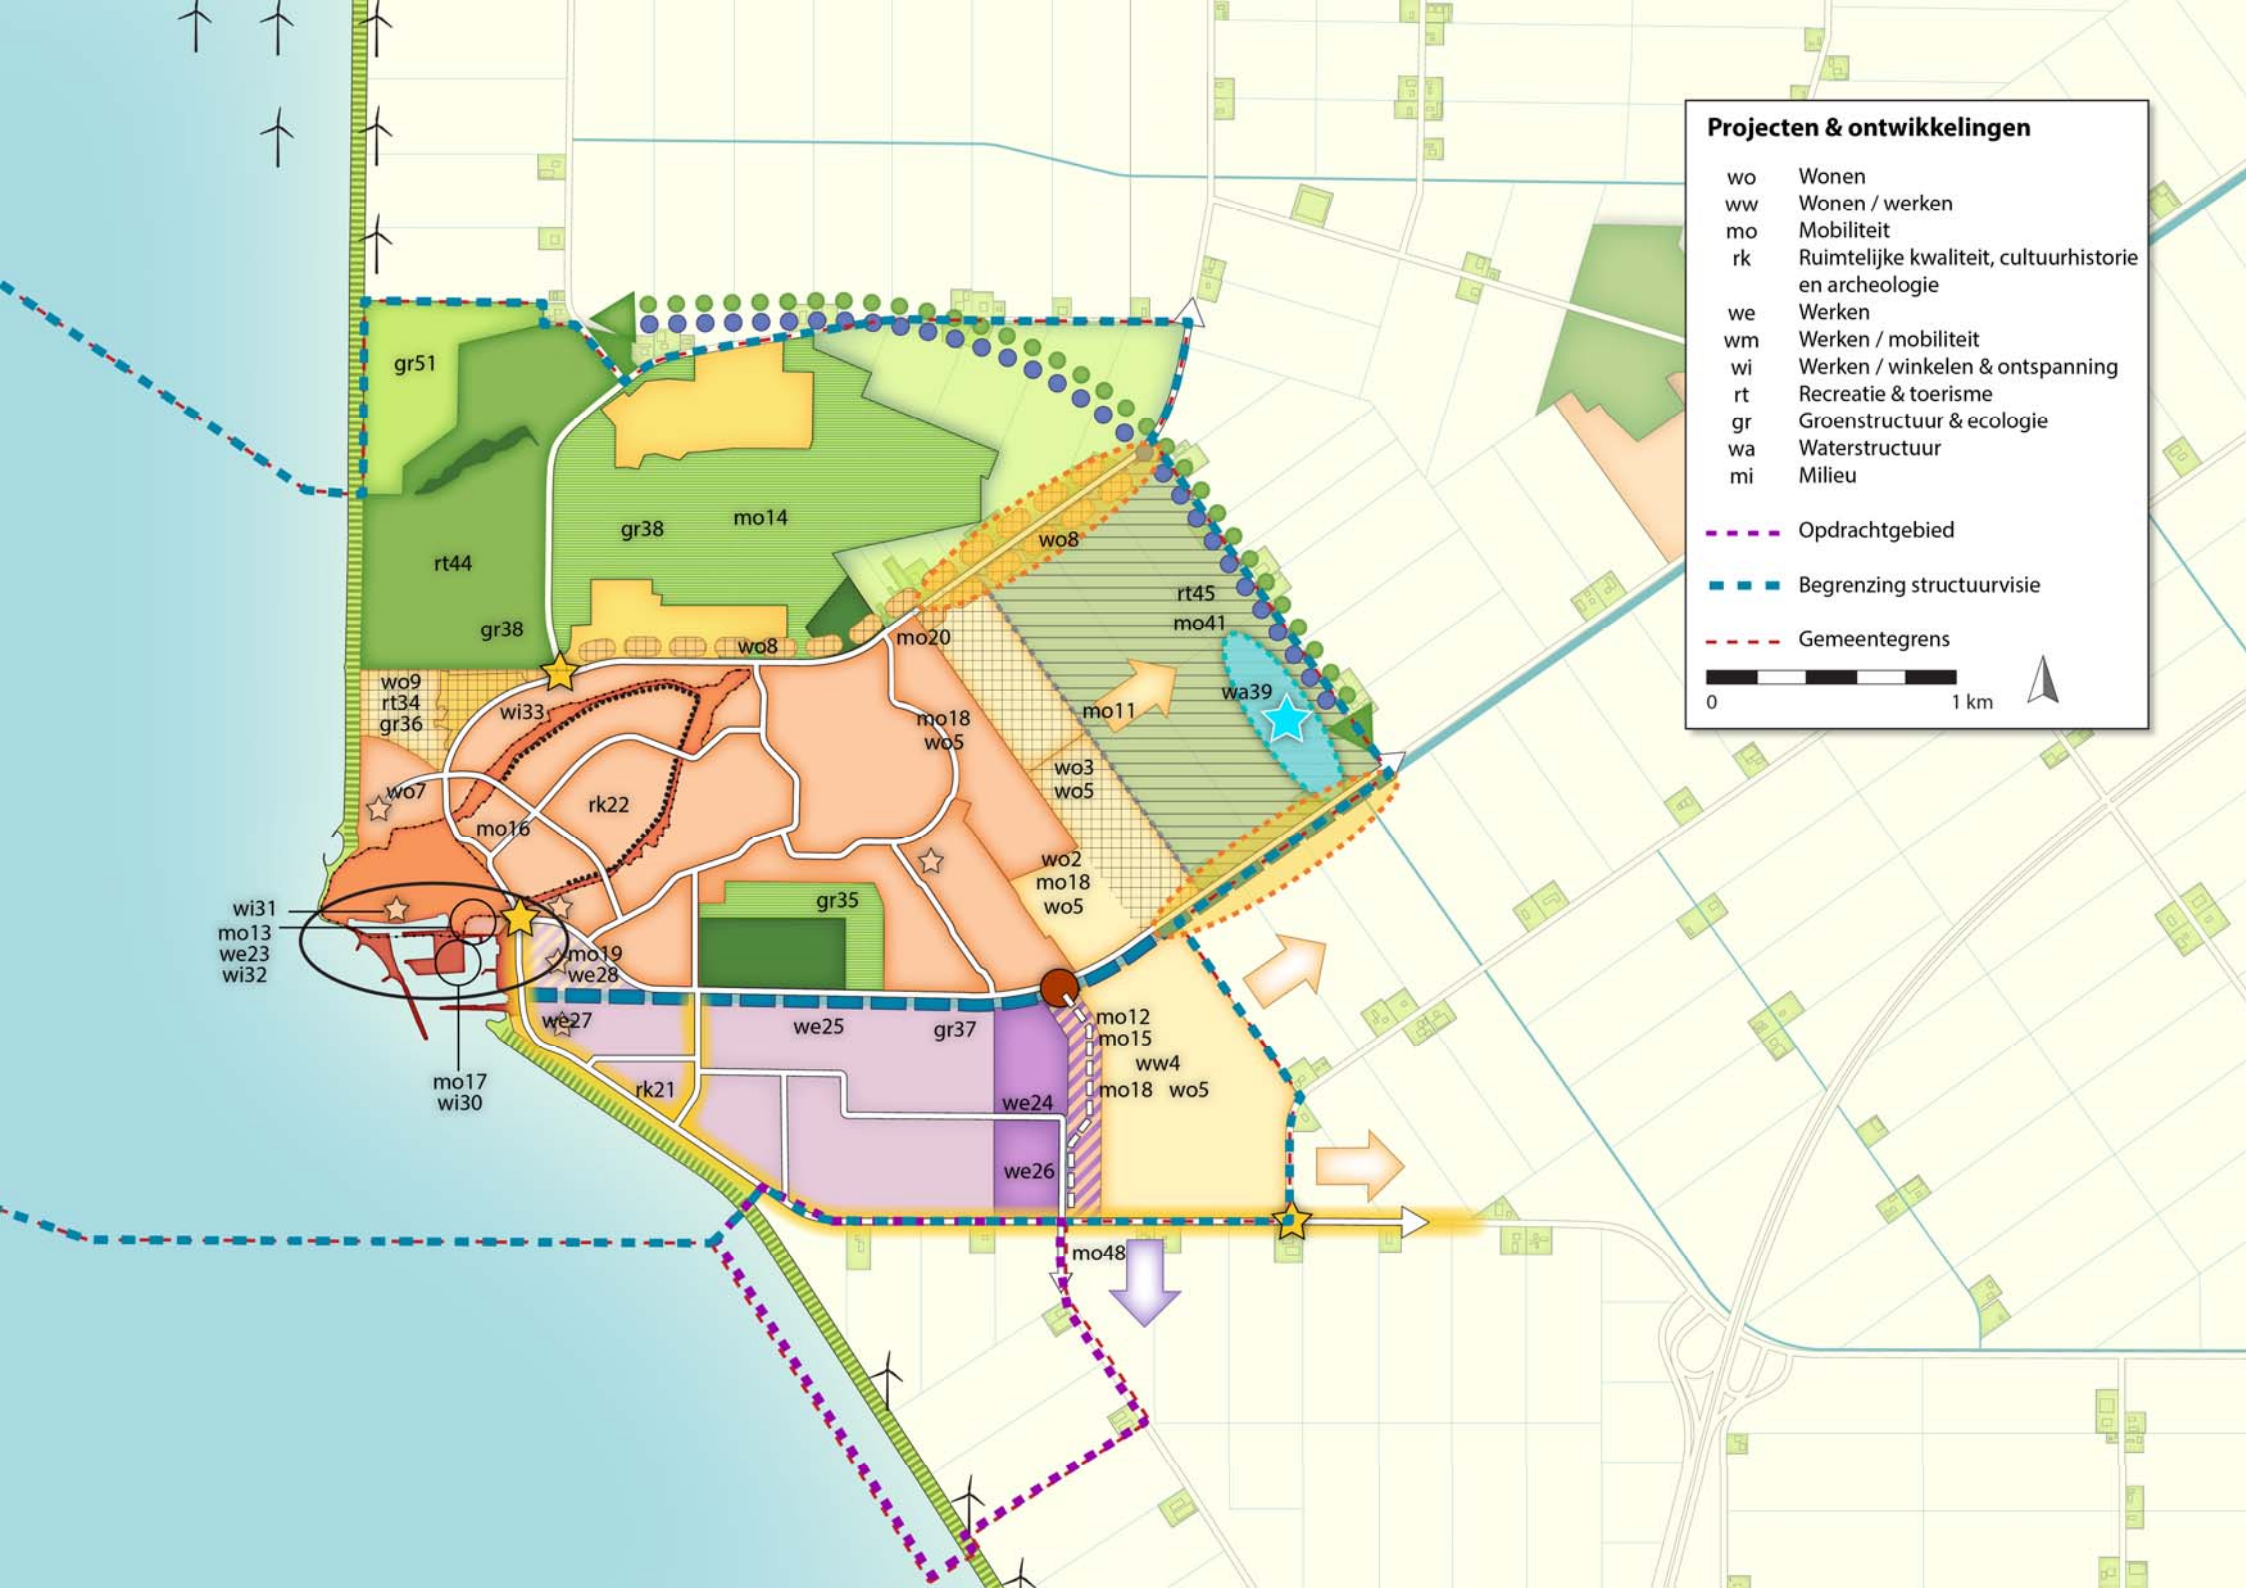 Projecten & ontwikkelingen
wo Wonen
ww Wonen / werken
mo Mobiliteit
rk Ruimtelijke kwaliteit, cultuurhistorie
en archeologie
we Werken
wm Werken / mobiliteit
wi Werken / winkelen & ontspanning
rt Recreatie & toerisme
gr Groenstructuur & ecologie
wa Waterstructuur
mi Milieu
Opdrachtgebied
Begrenzing structuurvisie
Gemeentegrens
0 1 km
gr51
gr38
mo14
wo8
rt44
rt45
mo41
gr38
wo8
mo20
wo9
rt34
gr36
wi33
mo18
wo5
mo11
wa39
wo3
wo5
wo7
rk22
mo16
wo2
mo18
wo5
gr35
wi31
mo13
we23
wi32
mo19
we28
we27
we25
gr37
mo12
mo15
ww4
mo18 wo5
mo17
wi30
rk21
we24
we26
mo48